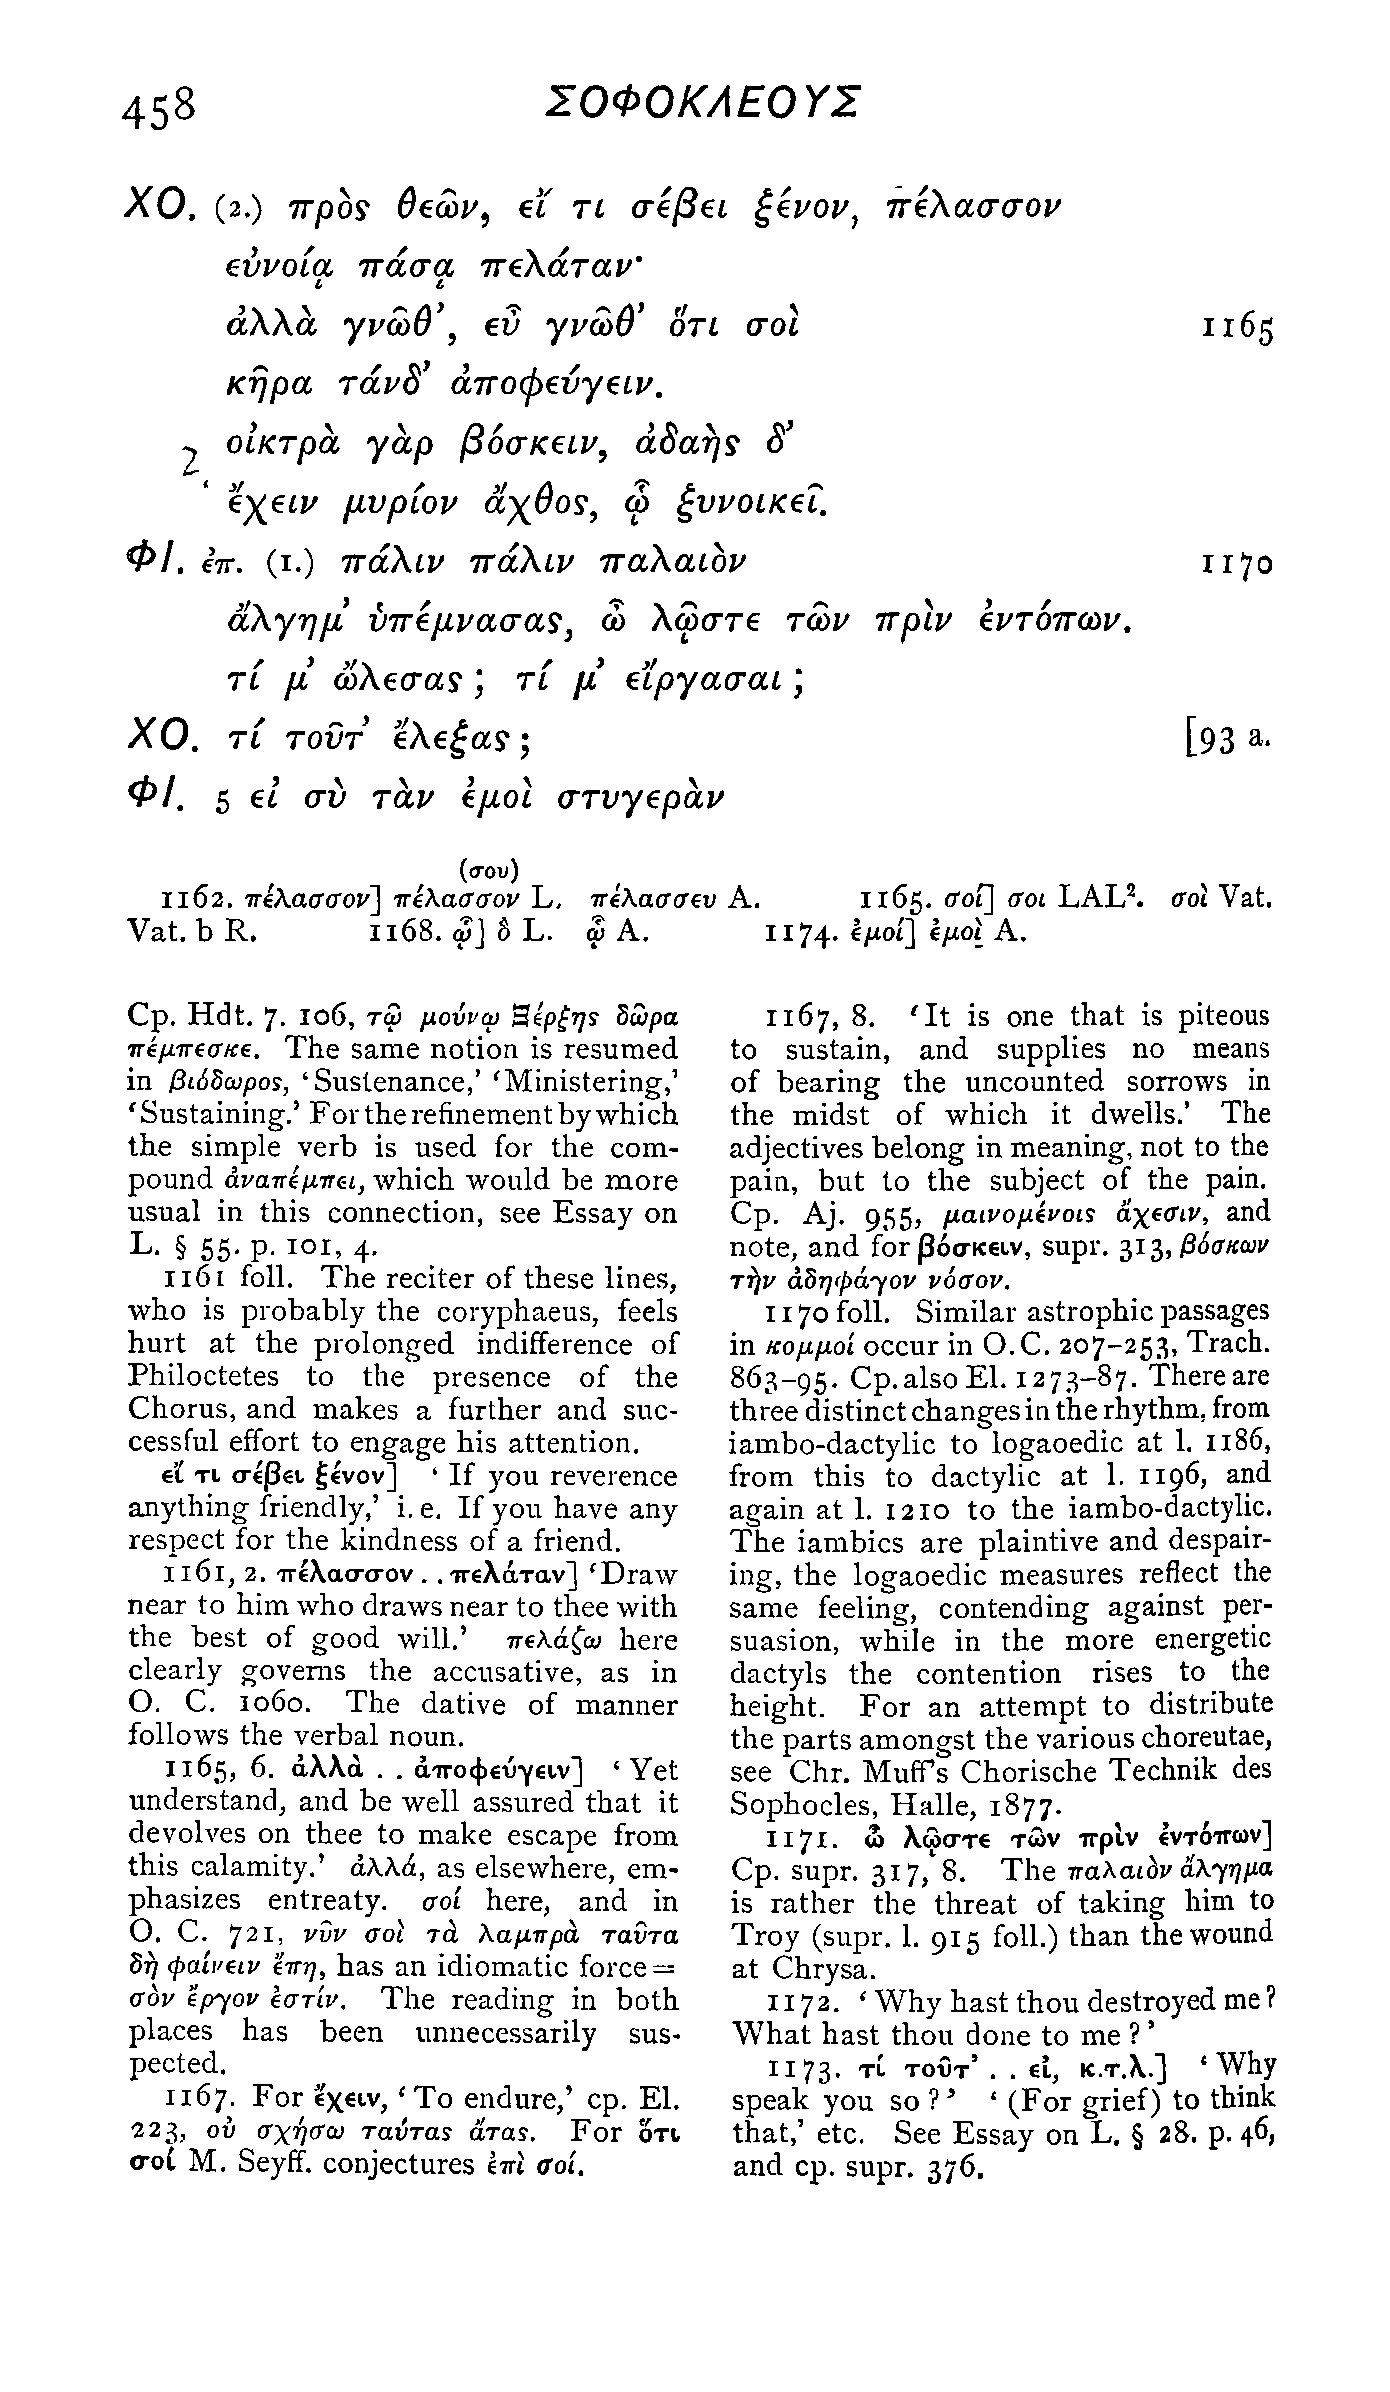 458 ΣΟΦΟΚΛΕΟΥΣ
ΧΟ. (2.) πρὸς θεῶν, εἴ τι σέβει ξένον, πέλασσον
εὐνοίᾳ πάσᾳ πελάταν·
ἀλλὰ γνῶθ’, εὖ γνῶθ’ ὅτι σοὶ 1165
κῆρα τάνδ’ ἀποφεύγειν.
οἰκτρὰ γὰρ βόσκειν, ἀδαὴς δ’
ἔχειν μυρίον ἄχθος, ᾧ ξυνοικεῖ.
ΦΙ. ἐπ. (1.) πάλιν πάλιν παλαιὸν 1170
ἄλγημ’ ὑπέμνασας, ὦ λῷστε τῶν πρὶν ἐντόπων.
τί μ’ ὤλεσας; τί μ’ εἴργασαι;
ΧΟ. τί τοῦτ’ ἔλεξας; [93 a.
ΦΙ. 5 εἰ σὺ τὰν ἐμοὶ στυγερὰν
(σου)
1162. πέλασσον] πέλασσον L. πέλασσευ A. 1165. σοί] σοι LAL². σοὶ Vat.
Vat. b R. 1168. ᾧ] ὃ L. ᾧ A. 1174. ἐμοί] ἐμοὶ A.
Cp. Hdt. 7. 106, τῷ μούνῳ Ξέρξης δῶρα
πέμπεσκε. The same notion is resumed
in βιόδωρος, ‘Sustenance,’ ‘Ministering,’
‘Sustaining.’ For the refinement by which
the simple verb is used for the com-
pound ἀναπέμπει, which would be more
usual in this connection, see Essay on
L. § 55. p. 101, 4.
1161 foll. The reciter of these lines,
who is probably the coryphaeus, feels
hurt at the prolonged indifference of
Philoctetes to the presence of the
Chorus, and makes a further and suc-
cessful effort to engage his attention.
εἴ τι σέβει ξένον] ‘If you reverence
anything friendly,’ i.e. If you have any
respect for the kindness of a friend.
1161, 2. πέλασσον . . πελάταν] ‘Draw
near to him who draws near to thee with
the best of good will.’ πελάζω here
clearly governs the accusative, as in
O. C. 1060. The dative of manner
follows the verbal noun.
1165, 6. ἀλλὰ . . ἀποφεύγειν] ‘Yet
understand, and be well assured that it
devolves on thee to make escape from
this calamity.’ ἀλλά, as elsewhere, em-
phasizes entreaty. σοί here, and in
O. C. 721, νῦν σοὶ τὰ λαμπρὰ ταῦτα
δὴ φαίνειν ἔπη, has an idiomatic force =
σὸν ἔργον ἐστίν. The reading in both
places has been unnecessarily sus-
pected.
1167. For ἔχειν, ‘To endure,’ cp. El.
223, οὐ σχήσω ταύτας ἄτας. For ὅτι
σοί M. Seyff. conjectures ἐπὶ σοί.
1167, 8. ‘It is one that is piteous
to sustain, and supplies no means
of bearing the uncounted sorrows in
the midst of which it dwells.’ The
adjectives belong in meaning, not to the
pain, but to the subject of the pain.
Cp. Aj. 955, μαινομένοις ἄχεσιν, and
note, and for βόσκειν, supr. 313, βόσκων
τὴν ἀδηφάγον νόσον.
1170 foll. Similar astrophic passages
in κομμοί occur in O. C. 207–253, Trach.
863–95. Cp. also El. 1273–87. There are
three distinct changes in the rhythm, from
iambo-dactylic to logaoedic at l. 1186,
from this to dactylic at l. 1196, and
again at l. 1210 to the iambo-dactylic.
The iambics are plaintive and despair-
ing, the logaoedic measures reflect the
same feeling, contending against per-
suasion, while in the more energetic
dactyls the contention rises to the
height. For an attempt to distribute
the parts amongst the various choreutae,
see Chr. Muff’s Chorische Technik des
Sophocles, Halle, 1877.
1171. ὦ λῷστε τῶν πρὶν ἐντόπων]
Cp. supr. 317, 8. The παλαιὸν ἄλγημα
is rather the threat of taking him to
Troy (supr. l. 915 foll.) than the wound
at Chrysa.
1172. ‘Why hast thou destroyed me?
What hast thou done to me?’
1173. τί τοῦτ’ . . εἰ, κ.τ.λ.] ‘Why
speak you so?’ ‘(For grief) to think
that,’ etc. See Essay on L. § 28. p. 46,
and cp. supr. 376.